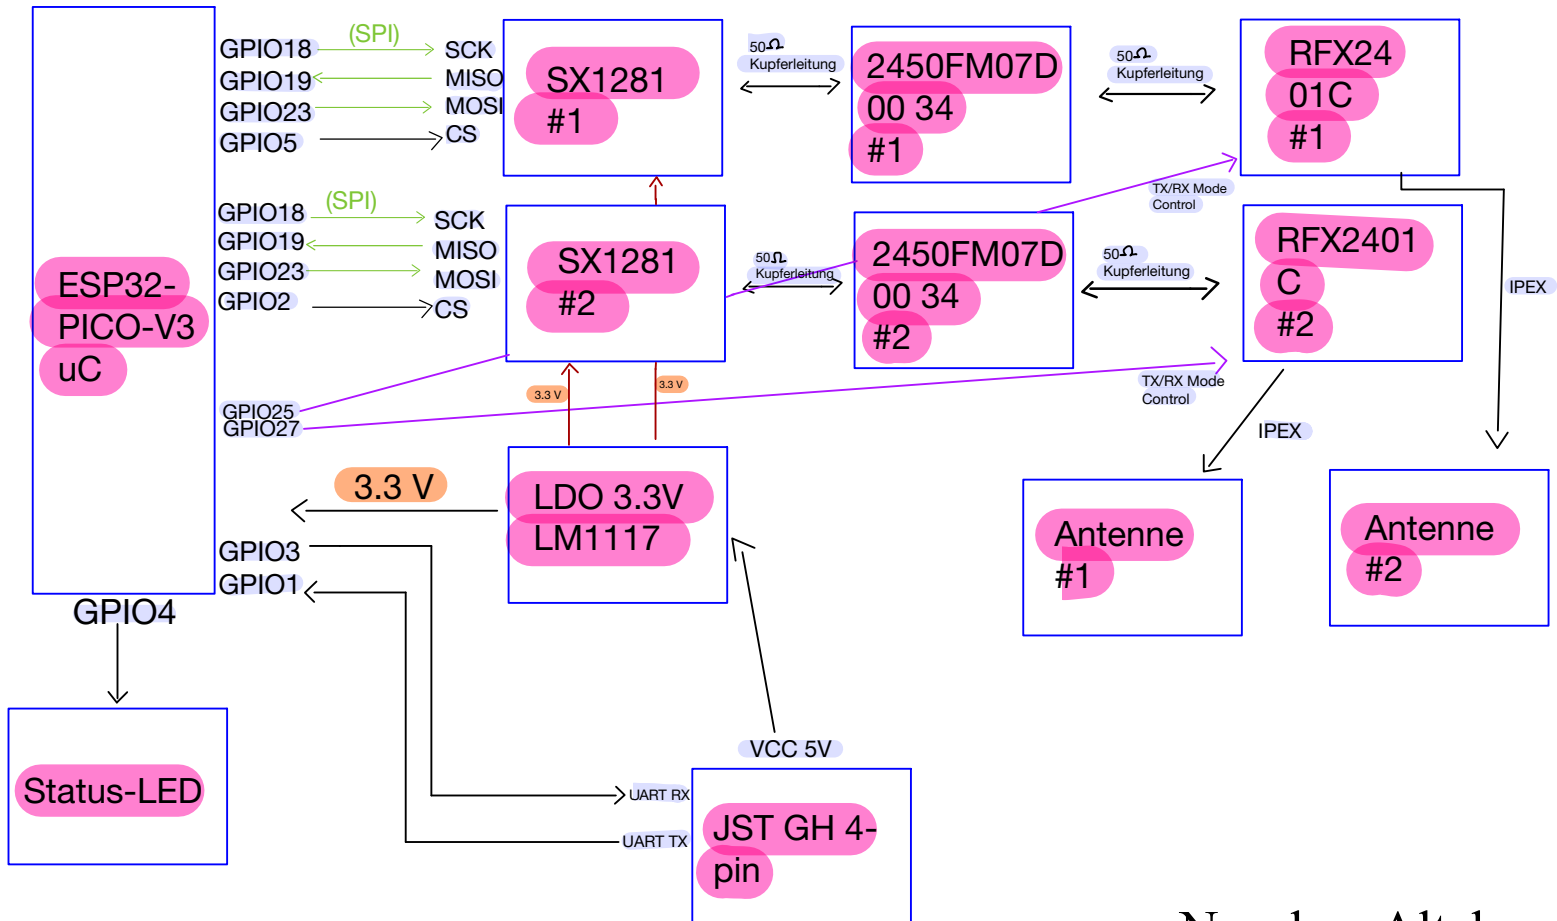 GPIO18
(SPI)
SCK
GPIO19
MISO
GPIO23
MOSI
GPIO5
CS
SX1281
#1
50Ω
Kupferleitung
2450FM07D
00 34
#1
50Ω
Kupferleitung
RFX24
01C
#1
GPIO18
(SPI)
SCK
GPIO19
MISO
GPIO23
MOSI
GPIO2
CS
SX1281
#2
50Ω
Kupferleitung
2450FM07D
00 34
#2
50Ω
Kupferleitung
TX/RX Mode
Control
RFX2401
C
#2
IPEX
ESP32-
PICO-V3
uC
GPIO25
GPIO27
3.3 V
3.3 V
TX/RX Mode
Control
IPEX
3.3 V
LDO 3.3V
LM1117
Antenne
#1
Antenne
#2
GPIO3
GPIO1
GPIO4
VCC 5V
Status-LED
UART RX
UART TX
JST GH 4-
pin